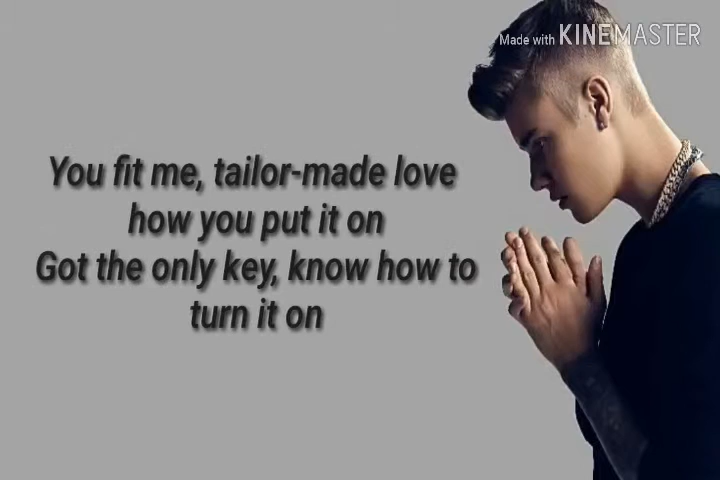 Made with KINEMASTER
You fit me, tailor-made love
how you put it on
Got the only key, know how to
turn it on